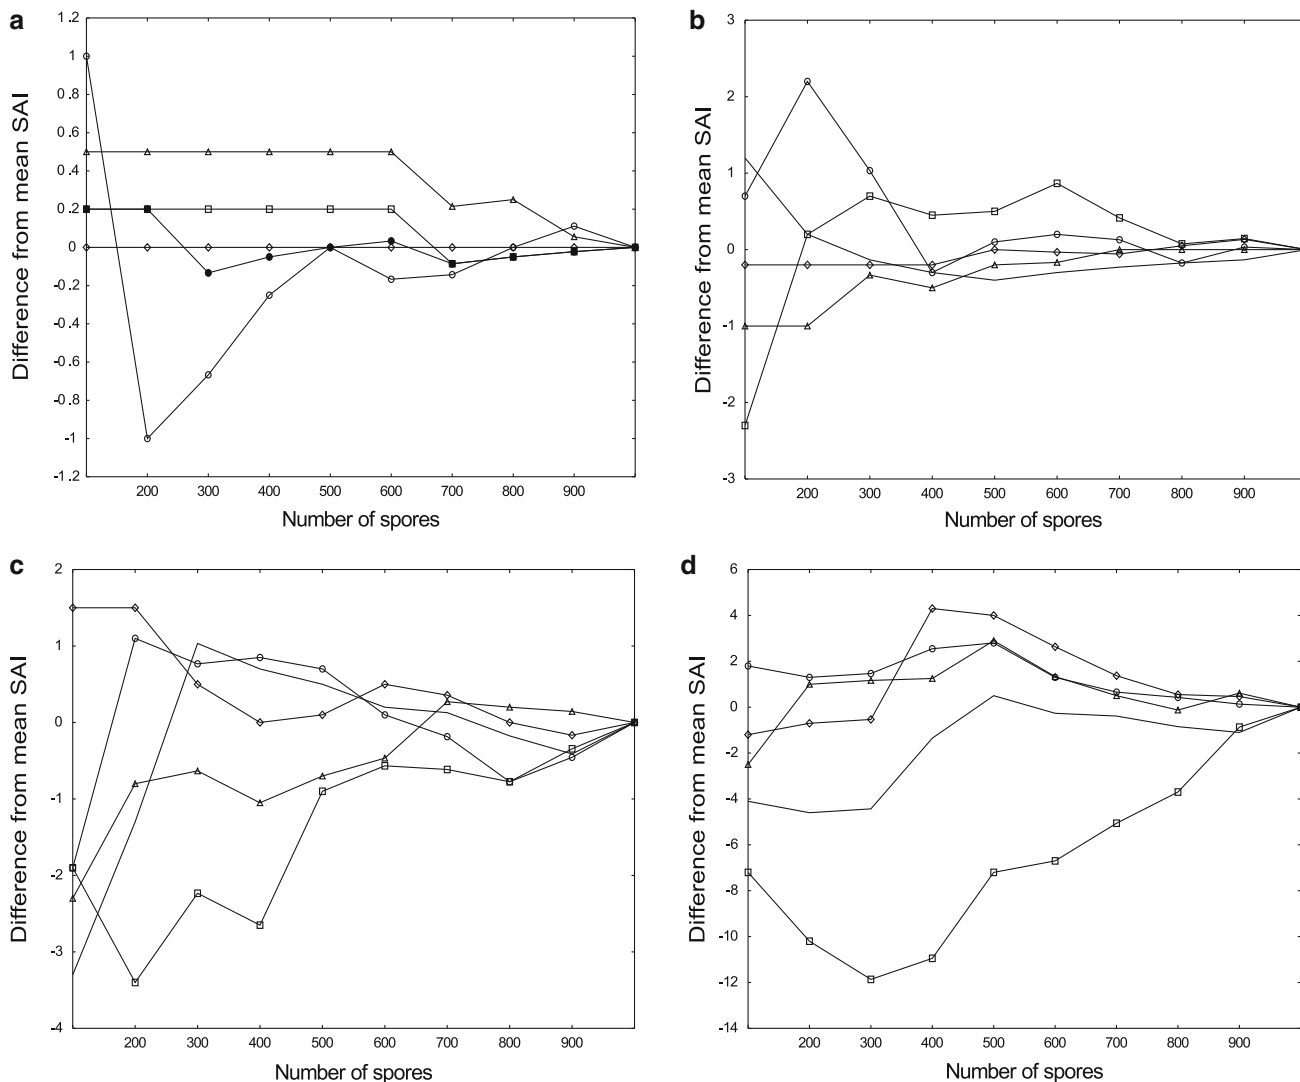 a
1.2
1
0.8
0.6
0.4
0.2
0
-0.2
-0.4
-0.6
-0.8
-1
-1.2
Difference from mean SAI
200 300 400 500 600 700 800 900
Number of spores
b
3
2
1
0
-1
-2
-3
Difference from mean SAI
200 300 400 500 600 700 800 900
Number of spores
c
2
1
0
-1
-2
-3
-4
Difference from mean SAI
200 300 400 500 600 700 800 900
Number of spores
d
6
4
2
0
-2
-4
-6
-8
-10
-12
-14
Difference from mean SAI
200 300 400 500 600 700 800 900
Number of spores